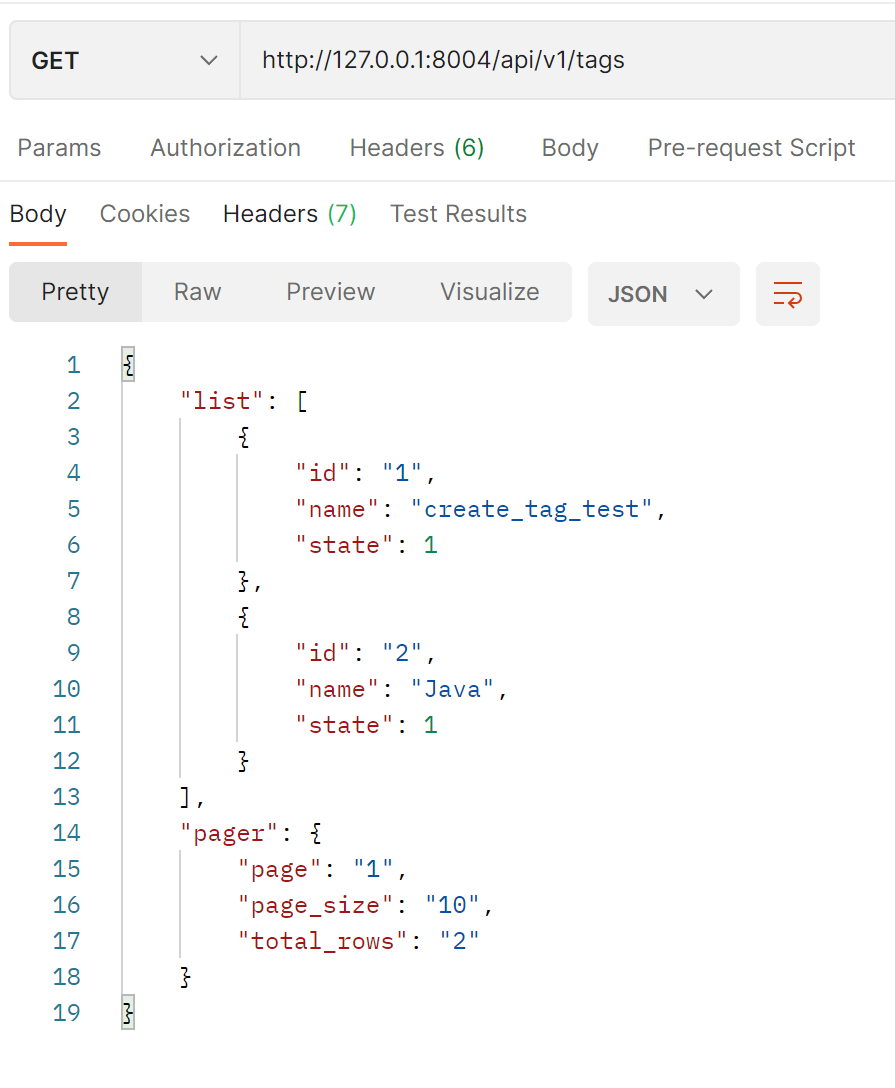 GET http://127.0.0.1:8004/api/v1/tags
Params Authorization Headers (6) Body Pre-request Script
Body Cookies Headers (7) Test Results
Pretty Raw Preview Visualize JSON
1 {
2 "list": [
3 {
4 "id": "1",
5 "name": "create_tag_test",
6 "state": 1
7 },
8 {
9 "id": "2",
10 "name": "Java",
11 "state": 1
12 }
13 ],
14 "pager": {
15 "page": "1",
16 "page_size": "10",
17 "total_rows": "2"
18 }
19 }